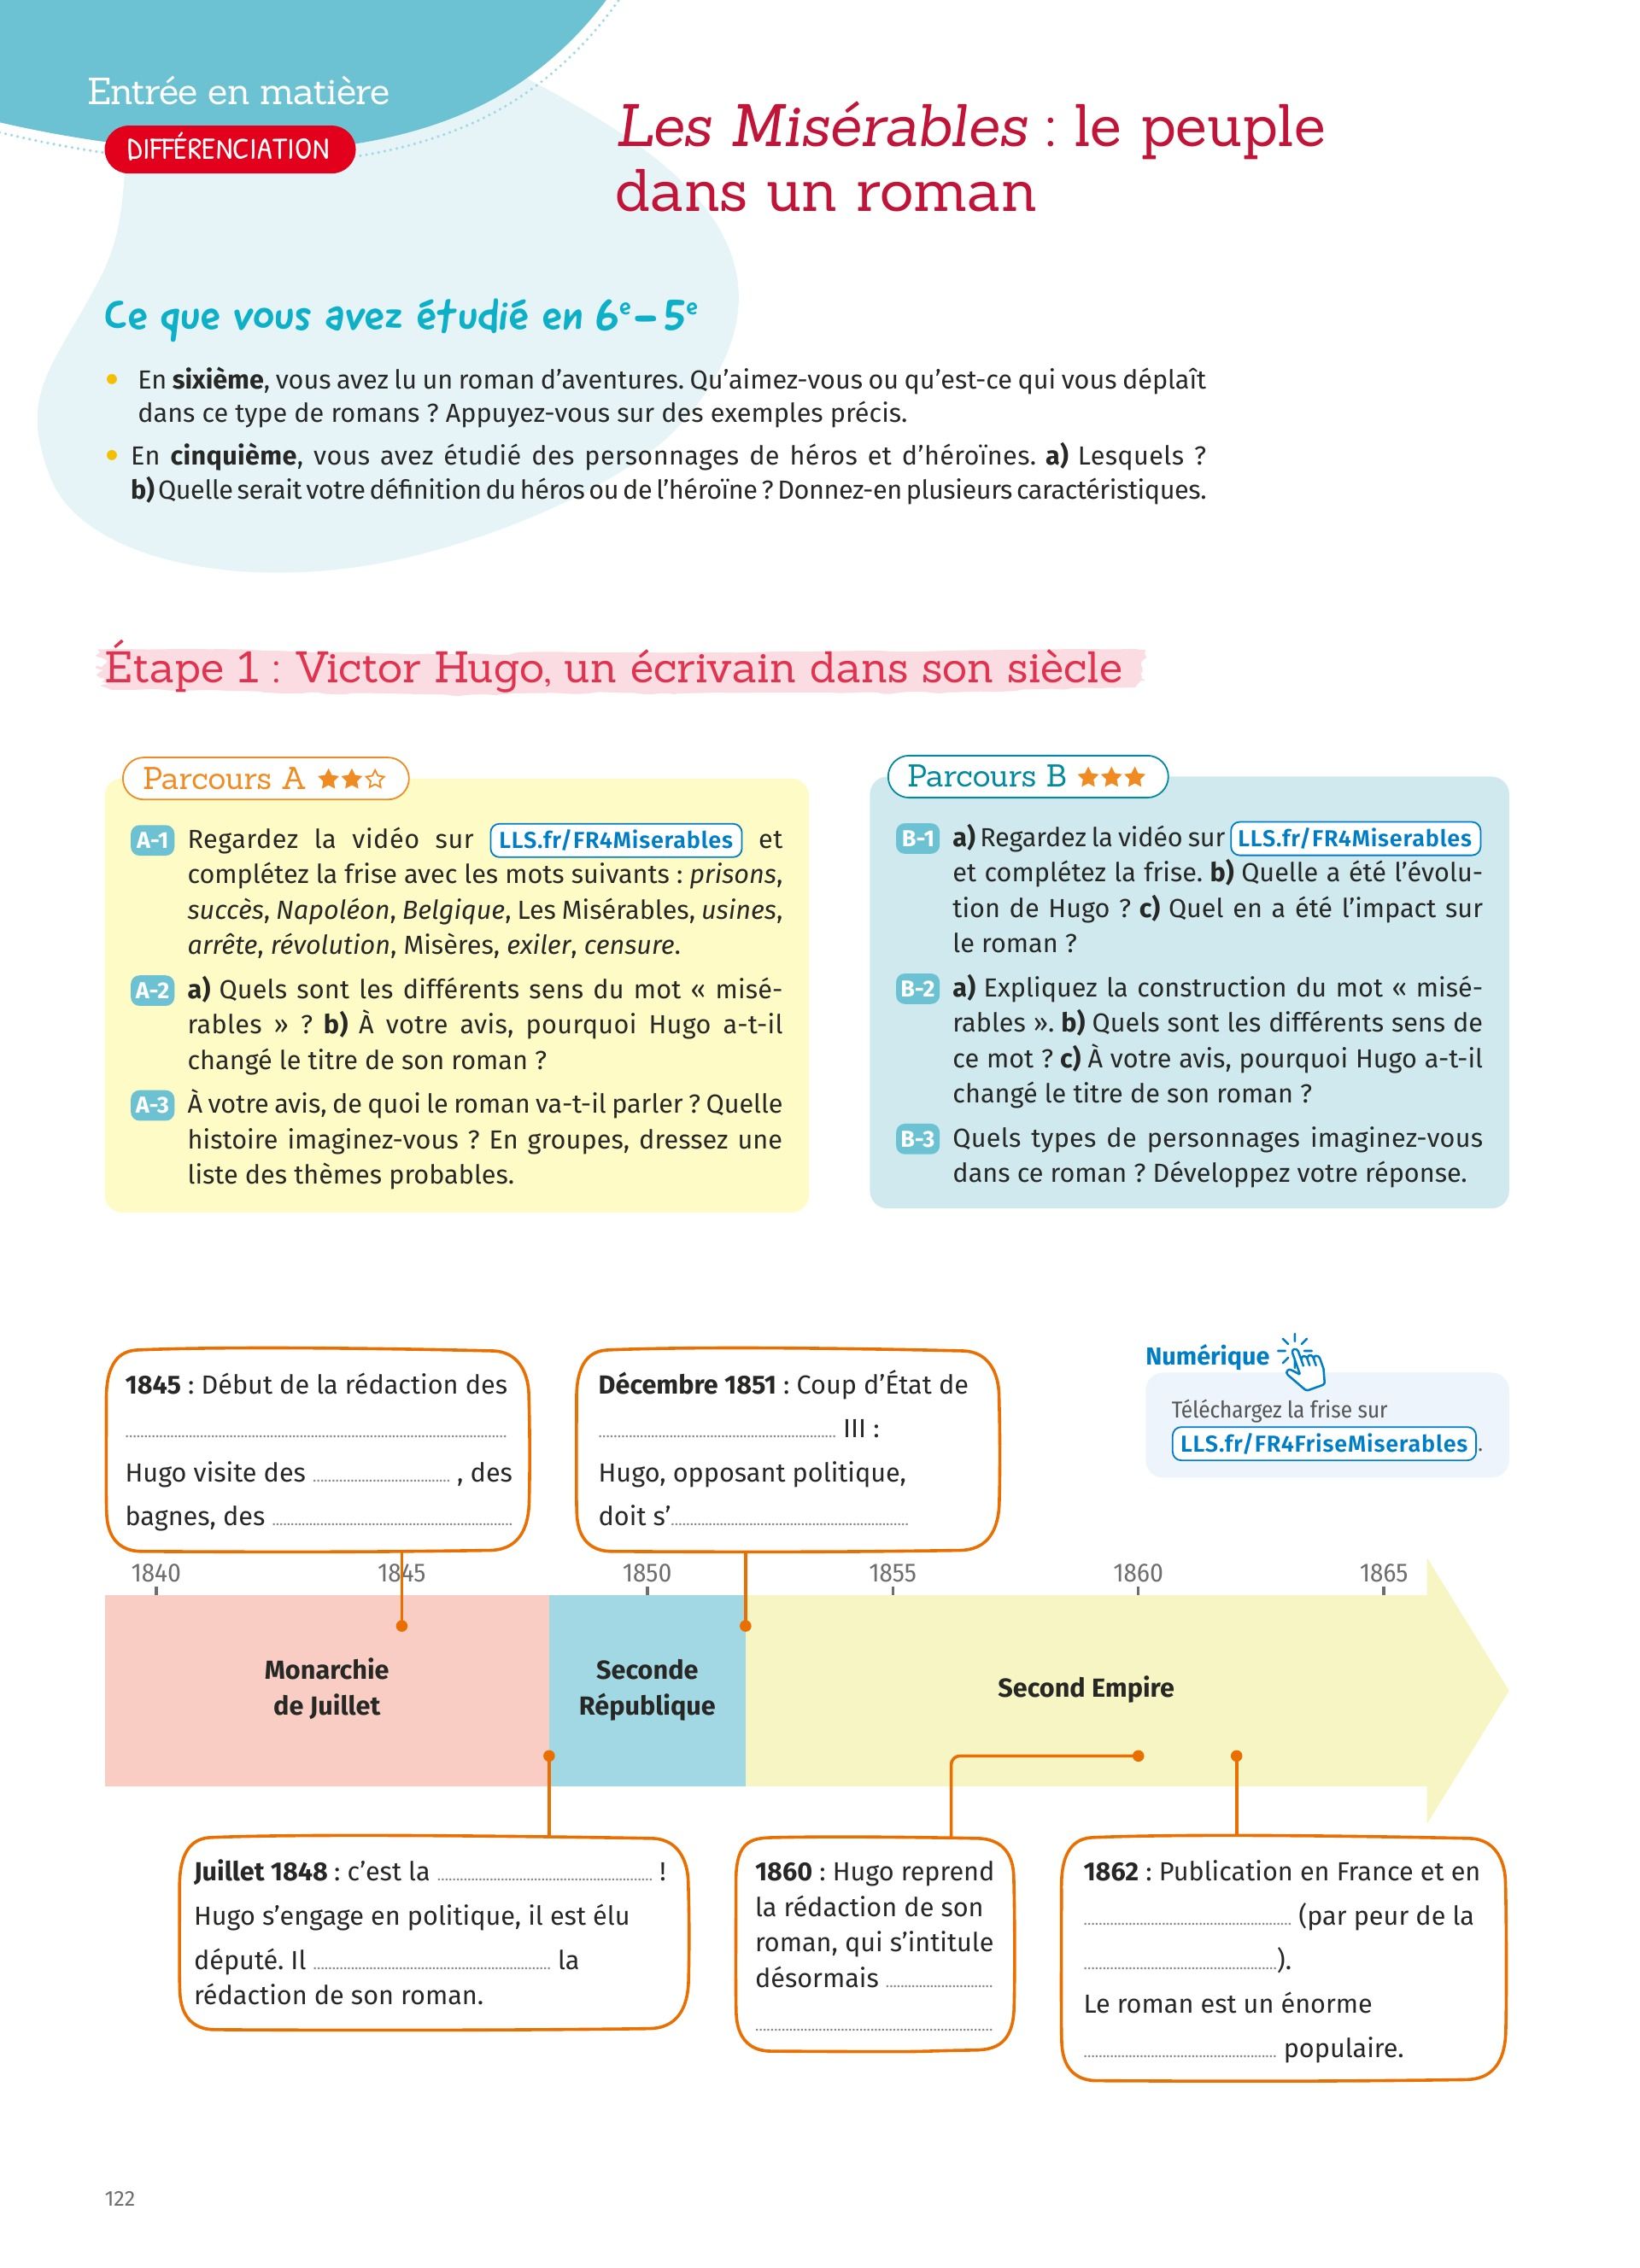 Entrée en matière
DIFFÉRENCIATION
Les Misérables : le peuple
dans un roman
Ce que vous avez étudié en 6e – 5e
• En sixième, vous avez lu un roman d’aventures. Qu’aimez-vous ou qu’est-ce qui vous déplaît
dans ce type de romans ? Appuyez-vous sur des exemples précis.
• En cinquième, vous avez étudié des personnages de héros et d’héroïnes. a) Lesquels ?
b) Quelle serait votre définition du héros ou de l’héroïne ? Donnez-en plusieurs caractéristiques.
Étape 1 : Victor Hugo, un écrivain dans son siècle
Parcours A ★★☆
A-1 Regardez la vidéo sur LLS.fr/FR4Miserables et
complétez la frise avec les mots suivants : prisons,
succès, Napoléon, Belgique, Les Misérables, usines,
arrête, révolution, Misères, exiler, censure.
A-2 a) Quels sont les différents sens du mot « misé-
rables » ? b) À votre avis, pourquoi Hugo a-t-il
changé le titre de son roman ?
A-3 À votre avis, de quoi le roman va-t-il parler ? Quelle
histoire imaginez-vous ? En groupes, dressez une
liste des thèmes probables.
Parcours B ★★★
B-1 a) Regardez la vidéo sur LLS.fr/FR4Miserables
et complétez la frise. b) Quelle a été l’évolu-
tion de Hugo ? c) Quel en a été l’impact sur
le roman ?
B-2 a) Expliquez la construction du mot « misé-
rables ». b) Quels sont les différents sens de
ce mot ? c) À votre avis, pourquoi Hugo a-t-il
changé le titre de son roman ?
B-3 Quels types de personnages imaginez-vous
dans ce roman ? Développez votre réponse.
1845 : Début de la rédaction des
..............................
Hugo visite des .............. , des
bagnes, des ..............................
Décembre 1851 : Coup d’État de
.............................. III :
Hugo, opposant politique,
doit s’..............................
Numérique
Téléchargez la frise sur
LLS.fr/FR4FriseMiserables.
1840 1845 1850 1855 1860 1865
Monarchie
de Juillet
Seconde
République
Second Empire
Juillet 1848 : c’est la .............................. !
Hugo s’engage en politique, il est élu
député. Il .............................. la
rédaction de son roman.
1860 : Hugo reprend
la rédaction de son
roman, qui s’intitule
désormais ..............
..............................
1862 : Publication en France et en
.............................. (par peur de la
..............................).
Le roman est un énorme
.............................. populaire.
122